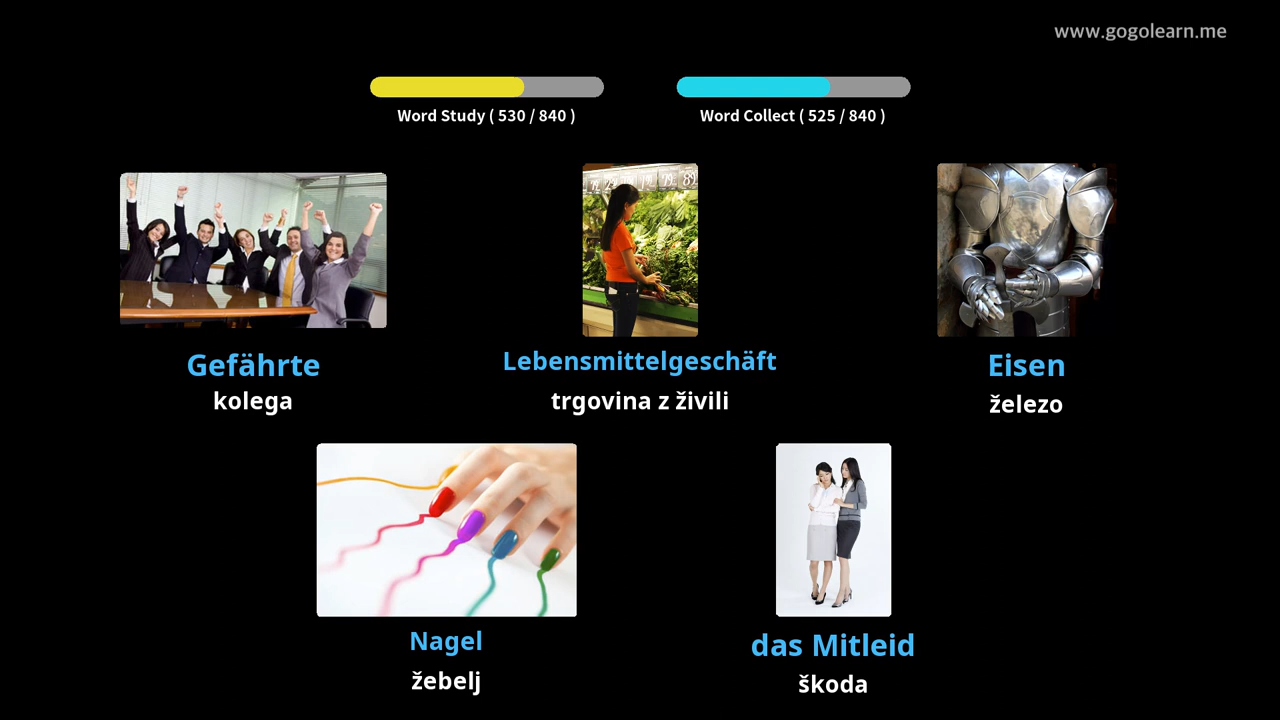 www.gogolearn.me
Word Study ( 530 / 840 )
Word Collect ( 525 / 840 )
Gefährte
kolega
Lebensmittelgeschäft
trgovina z živili
Eisen
železo
Nagel
žebelj
das Mitleid
škoda